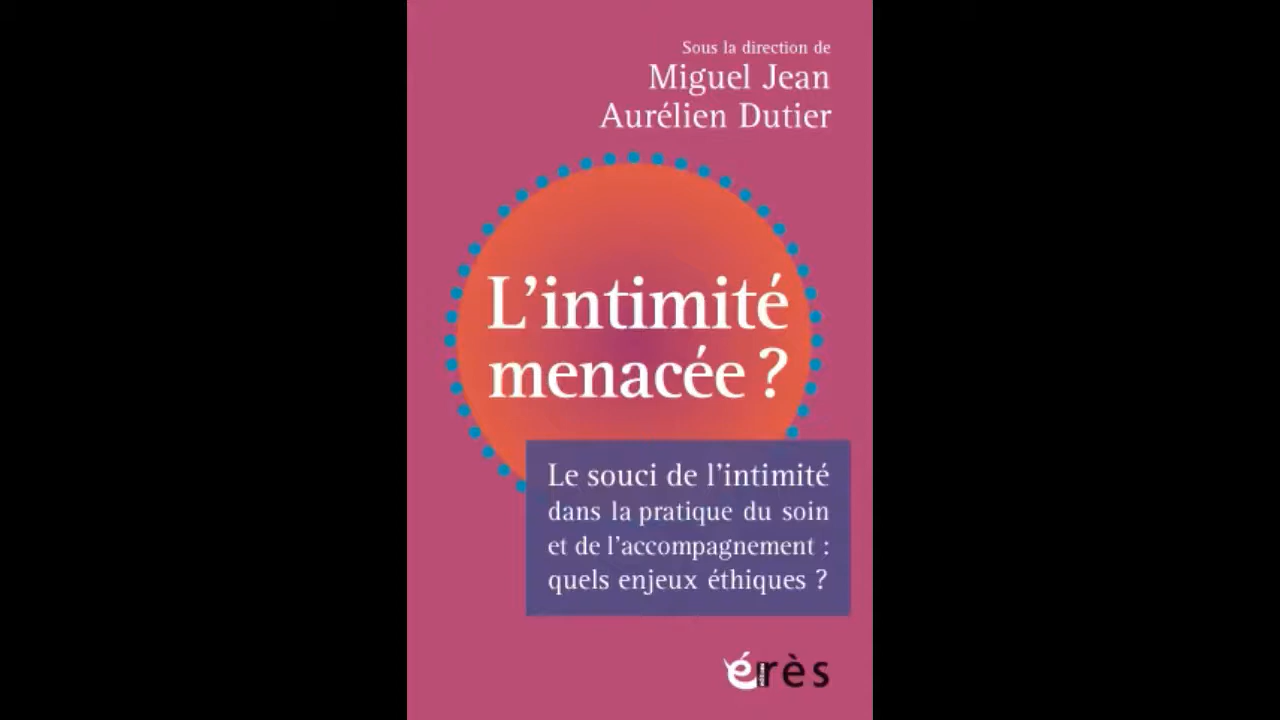 Sous la direction de
Miguel Jean
Aurélien Dutier
L'intimité
menacée ?
Le souci de l'intimité
dans la pratique du soin
et de l'accompagnement :
quels enjeux éthiques ?
érès